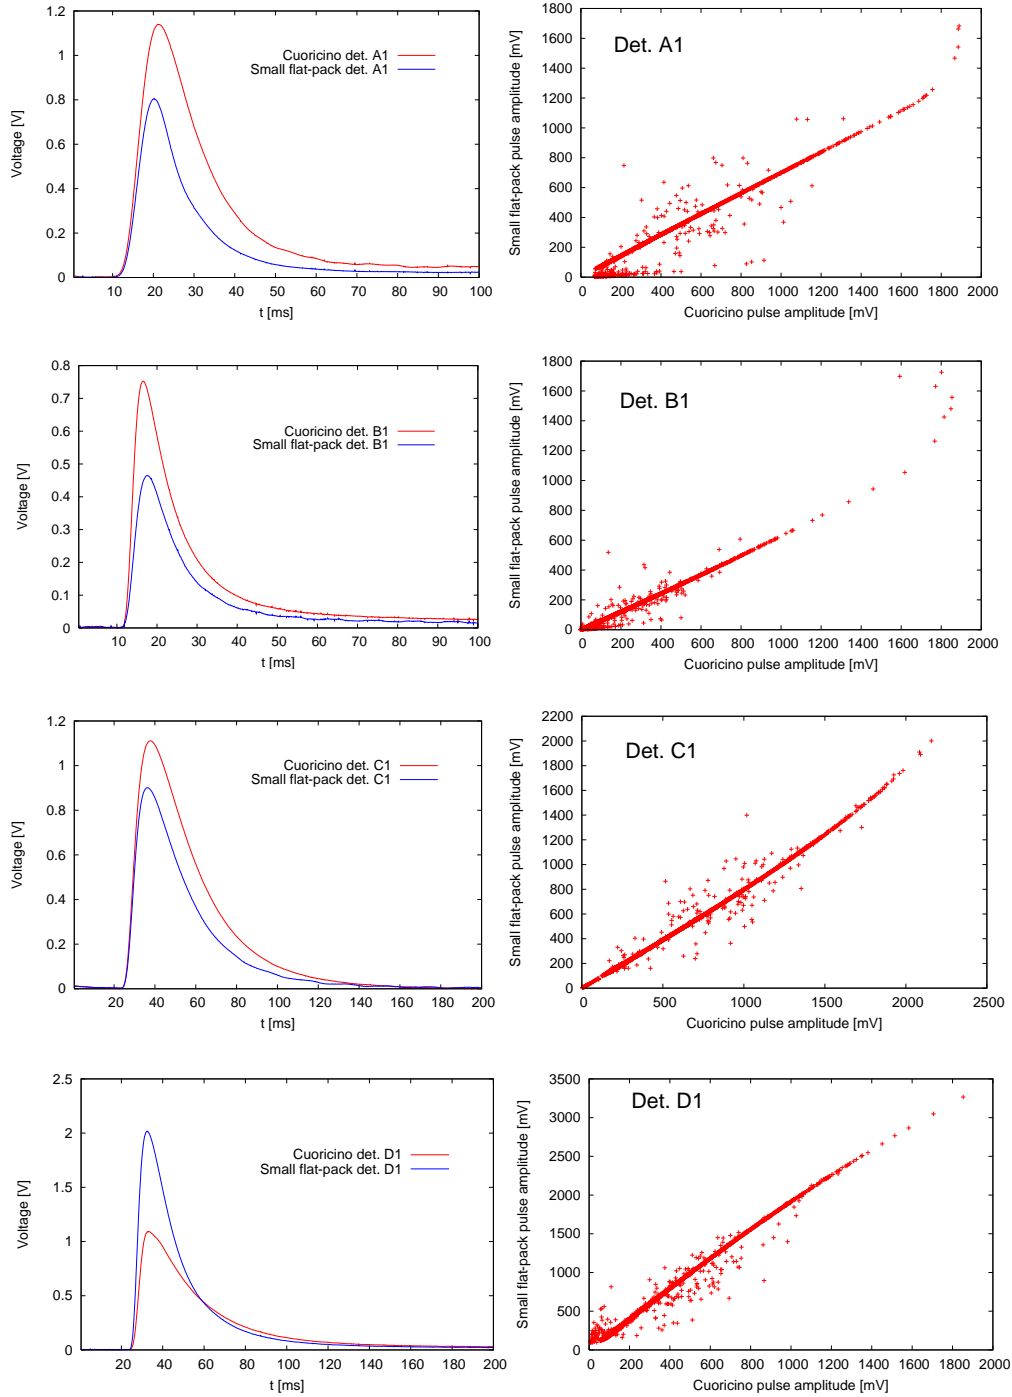 Voltage [V]
1.2
1
0.8
0.6
0.4
0.2
0
Cuoricino det. A1
Small flat-pack det. A1
10 20 30 40 50 60 70 80 90 100
t [ms]
Small flat-pack pulse amplitude [mV]
1800
1600
1400
1200
1000
800
600
400
200
0
Det. A1
0 200 400 600 800 1000 1200 1400 1600 1800 2000
Cuoricino pulse amplitude [mV]
Voltage [V]
0.8
0.7
0.6
0.5
0.4
0.3
0.2
0.1
0
Cuoricino det. B1
Small flat-pack det. B1
10 20 30 40 50 60 70 80 90 100
t [ms]
Small flat-pack pulse amplitude [mV]
1800
1600
1400
1200
1000
800
600
400
200
0
Det. B1
0 200 400 600 800 1000 1200 1400 1600 1800 2000
Cuoricino pulse amplitude [mV]
Voltage [V]
1.2
1
0.8
0.6
0.4
0.2
0
Cuoricino det. C1
Small flat-pack det. C1
20 40 60 80 100 120 140 160 180 200
t [ms]
Small flat-pack pulse amplitude [mV]
2200
2000
1800
1600
1400
1200
1000
800
600
400
200
0
Det. C1
0 500 1000 1500 2000 2500
Cuoricino pulse amplitude [mV]
Voltage [V]
2.5
2
1.5
1
0.5
0
Cuoricino det. D1
Small flat-pack det. D1
20 40 60 80 100 120 140 160 180 200
t [ms]
Small flat-pack pulse amplitude [mV]
3500
3000
2500
2000
1500
1000
500
0
Det. D1
0 200 400 600 800 1000 1200 1400 1600 1800 2000
Cuoricino pulse amplitude [mV]